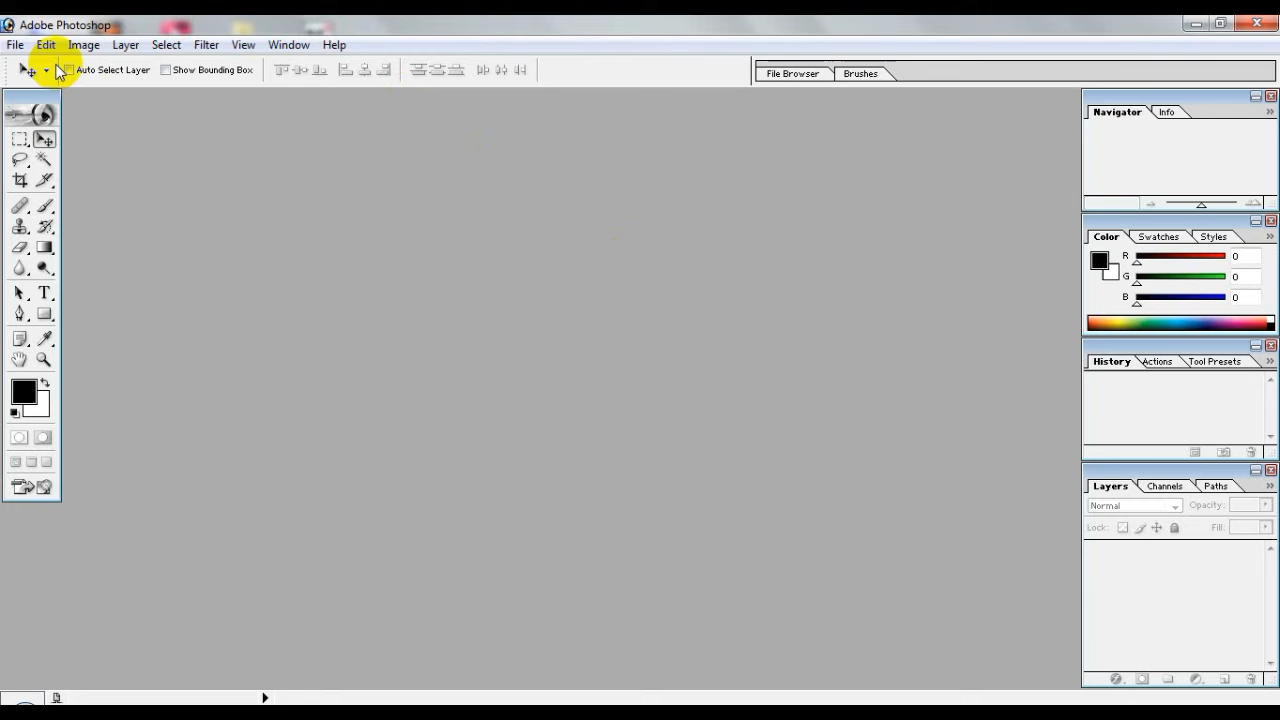 Adobe Photoshop
File Edit Image Layer Select Filter View Window Help
Auto Select Layer Show Bounding Box
File Browser Brushes
Navigator Info
Color Swatches Styles
R 0
G 0
B 0
History Actions Tool Presets
Layers Channels Paths
Normal Opacity:
Lock: Fill: